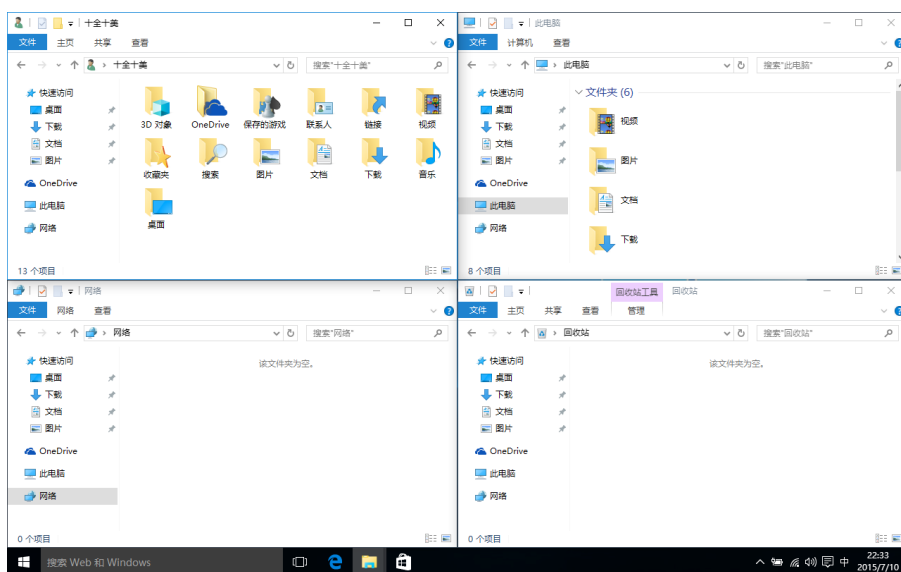 十全十美
文件 主页 共享 查看
十全十美 搜索"十全十美"
快速访问
桌面
下载
文档
图片
OneDrive
此电脑
网络
3D 对象 OneDrive 保存的游戏 联系人 链接 视频
收藏夹 搜索 图片 文档 下载 音乐
桌面
13 个项目
此电脑
文件 计算机 查看
此电脑 搜索"此电脑"
快速访问
桌面
下载
文档
图片
OneDrive
此电脑
网络
文件夹 (6)
视频
图片
文档
下载
8 个项目
网络
文件 网络 查看
网络 搜索"网络"
快速访问
桌面
下载
文档
图片
OneDrive
此电脑
网络
该文件夹为空。
0 个项目
回收站工具 回收站
文件 主页 共享 查看 管理
回收站 搜索"回收站"
快速访问
桌面
下载
文档
图片
OneDrive
此电脑
网络
该文件夹为空。
0 个项目
搜索 Web 和 Windows
中
22:33
2015/7/10